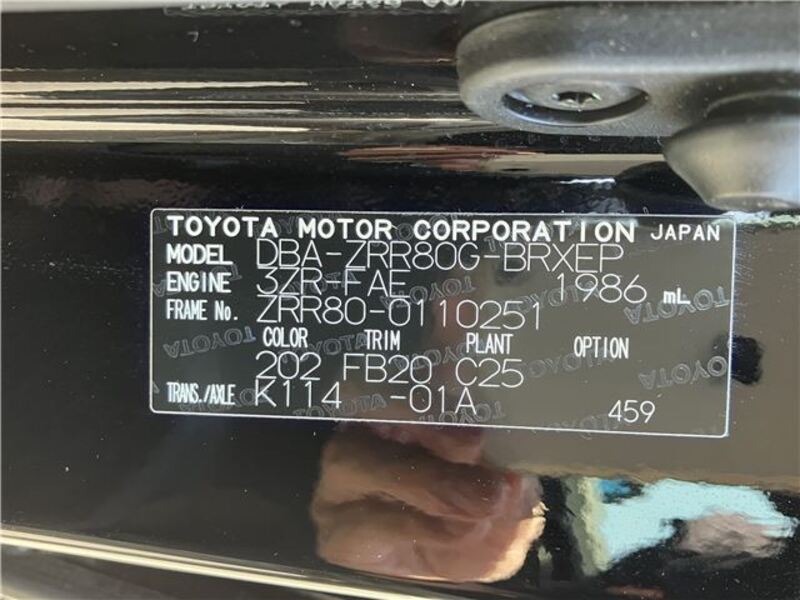 TOYOTA MOTOR CORPORATION JAPAN
MODEL DBA-ZRR80G-BRXEP
ENGINE 3ZR-FAE 1986 mL
FRAME No. ZRR80-0110251
COLOR TRIM PLANT OPTION
202 FB20 C25
TRANS./AXLE K114 -01A 459